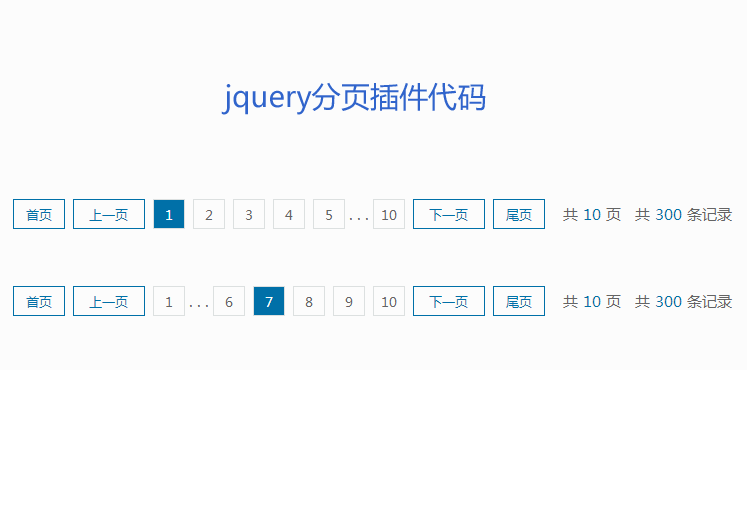 jquery分页插件代码
首页 上一页 1 2 3 4 5 ... 10 下一页 尾页 共 10 页 共 300 条记录
首页 上一页 1 ... 6 7 8 9 10 下一页 尾页 共 10 页 共 300 条记录